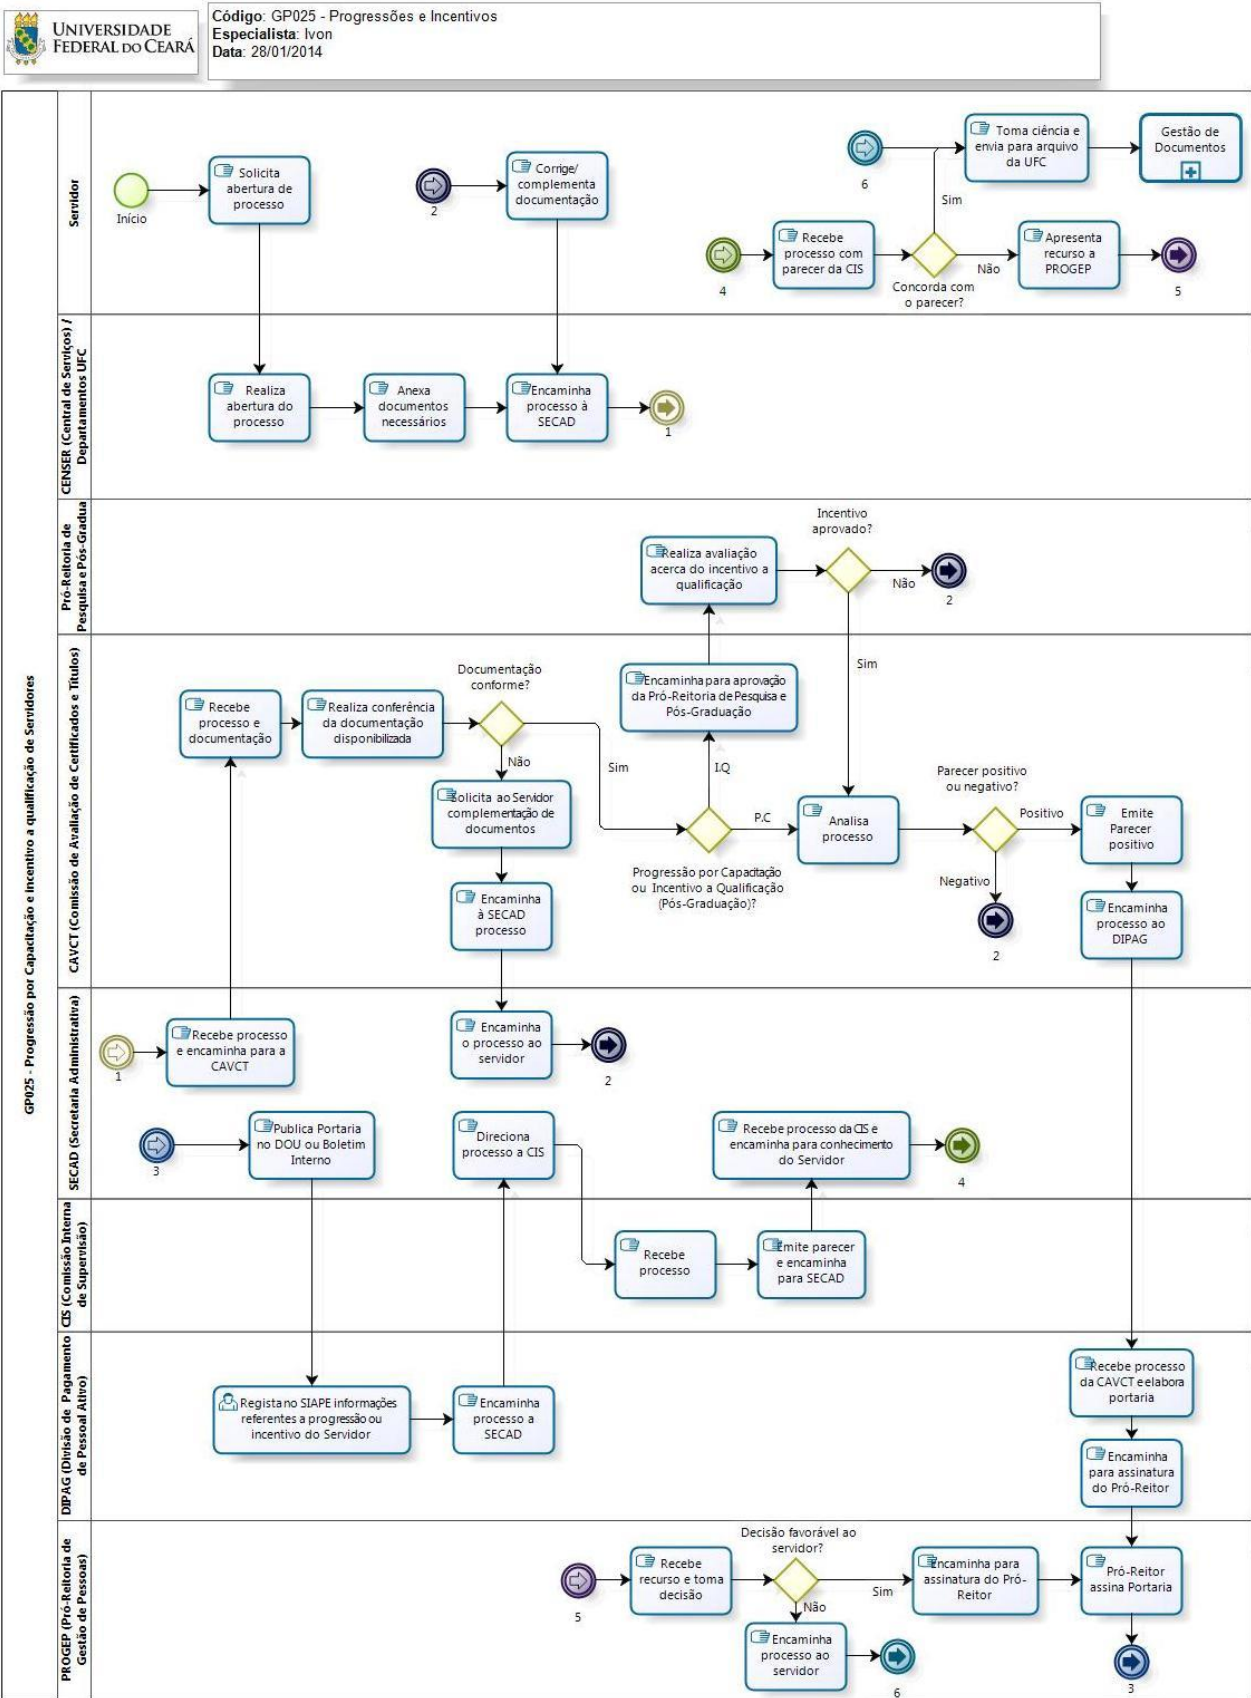 UNIVERSIDADE
FEDERAL DO CEARÁ
Código: GP025 - Progressões e Incentivos
Especialista: Ivon
Data: 28/01/2014
GP025 - Progressão por Capacitação e Incentivo a qualificação de Servidores
Servidor
Início
Solicita
abertura de
processo
2
Corrige/
complementa
documentação
6
Toma ciência e
envia para arquivo
da UFC
Gestão de
Documentos
Sim
4
Recebe
processo com
parecer da CIS
Concorda com
o parecer?
Não
Apresenta
recurso a
PROGEP
5
CENSER (Central de Serviços) /
Departamentos UFC
Realiza
abertura do
processo
Anexa
documentos
necessários
Encaminha
processo à
SECAD
1
Pró-Reitoria de
Pesquisa e Pós-Gradua
Realiza avaliação
acerca do incentivo a
qualificação
Incentivo
aprovado?
Não
2
Sim
CAVCT (Comissão de Avaliação de Certificados e Títulos)
Recebe
processo e
documentação
Realiza conferência
da documentação
disponibilizada
Documentação
conforme?
Não
Sim
Solicita ao Servidor
complementação de
documentos
Encaminha
à SECAD
processo
Encaminha para aprovação
da Pró-Reitoria de Pesquisa e
Pós-Graduação
I.Q
P.C
Progressão por Capacitação
ou Incentivo a Qualificação
(Pós-Graduação)?
Analisa
processo
Parecer positivo
ou negativo?
Positivo
Negativo
2
Emite
Parecer
positivo
Encaminha
processo ao
DIPAG
SECAD (Secretaria Administrativa)
1
Recebe processo
e encaminha para a
CAVCT
Encaminha
o processo ao
servidor
2
3
Publica Portaria
no DOU ou Boletim
Interno
Direciona
processo a CIS
Recebe processo da CIS e
encaminha para conhecimento
do Servidor
4
CIS (Comissão Interna
de Supervisão)
Recebe
processo
Emite parecer
e encaminha
para SECAD
DIPAG (Divisão de Pagamento
de Pessoal Ativo)
Registra no SIAPE informações
referentes a progressão ou
incentivo do Servidor
Encaminha
processo a
SECAD
Recebe processo
da CAVCT e elabora
portaria
Encaminha
para assinatura
do Pró-Reitor
PROGEP (Pró-Reitoria de
Gestão de Pessoas)
5
Recebe
recurso e toma
decisão
Decisão favorável ao
servidor?
Sim
Não
Encaminha para
assinatura do Pró-
Reitor
Pró-Reitor
assina Portaria
Encaminha
processo ao
servidor
6
3